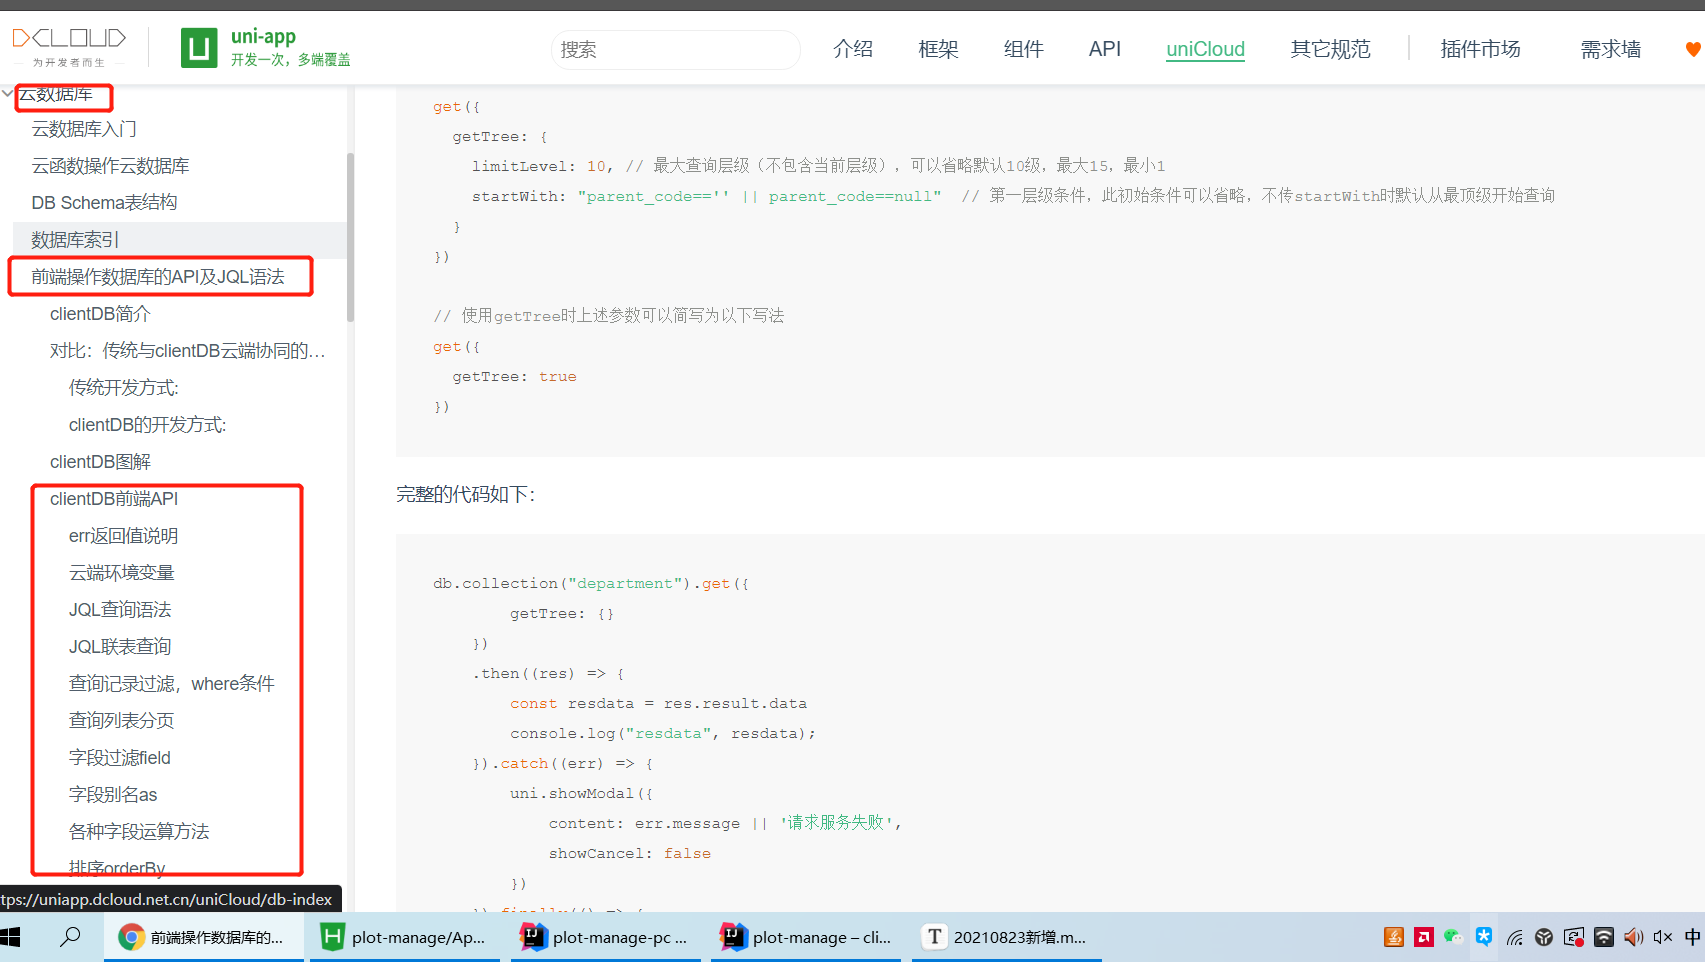 DCLOUD
为开发者而生
uni-app
开发一次，多端覆盖
搜索
介绍
框架
组件
API
uniCloud
其它规范
插件市场
需求墙
云数据库
云数据库入门
云函数操作云数据库
DB Schema表结构
数据库索引
前端操作数据库的API及JQL语法
clientDB简介
对比：传统与clientDB云端协同的...
传统开发方式:
clientDB的开发方式:
clientDB图解
clientDB前端API
err返回值说明
云端环境变量
JQL查询语法
JQL联表查询
查询记录过滤，where条件
查询列表分页
字段过滤field
字段别名as
各种字段运算方法
排序orderBy
get({
getTree: {
limitLevel: 10, // 最大查询层级（不包含当前层级），可以省略默认10级，最大15，最小1
startWith: "parent_code=='' || parent_code==null"  // 第一层级条件，此初始条件可以省略，不传startWith时默认从最顶级开始查询
}
})
// 使用getTree时上述参数可以简写为以下写法
get({
getTree: true
})
完整的代码如下：
db.collection("department").get({
getTree: {}
})
.then((res) => {
const resdata = res.result.data
console.log("resdata", resdata);
}).catch((err) => {
uni.showModal({
content: err.message || '请求服务失败',
showCancel: false
})
}).finally(() => {
tps://uniapp.dcloud.net.cn/uniCloud/db-index
前端操作数据库的...
plot-manage/Ap...
plot-manage-pc ...
plot-manage – cli...
20210823新增.m...
中